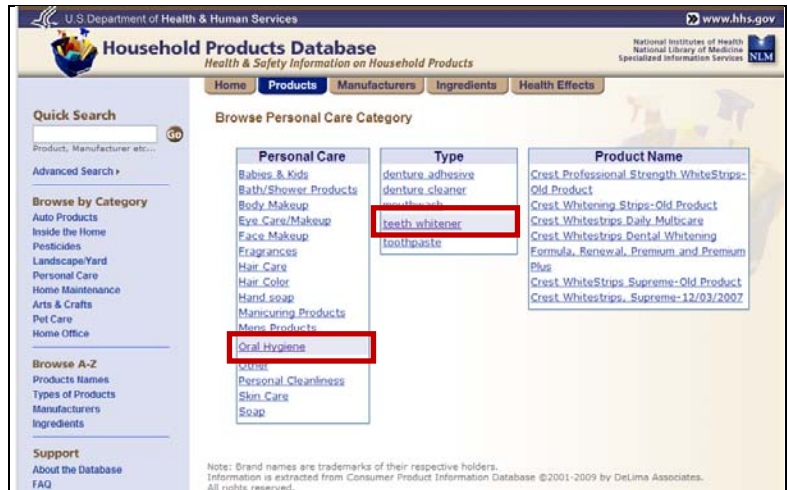 U.S.Department of Health & Human Services
www.hhs.gov
Household Products Database
Health & Safety Information on Household Products
National Institutes of Health
National Library of Medicine
Specialized Information Services
NLM
Home
Products
Manufacturers
Ingredients
Health Effects
Quick Search
Go
Product, Manufacturer etc...
Advanced Search
Browse by Category
Auto Products
Inside the Home
Pesticides
Landscape/Yard
Personal Care
Home Maintenance
Arts & Crafts
Pet Care
Home Office
Browse A-Z
Products Names
Types of Products
Manufacturers
Ingredients
Support
About the Database
FAQ
Browse Personal Care Category
Personal Care
Babies & Kids
Bath/Shower Products
Body Makeup
Eye Care/Makeup
Face Makeup
Fragrances
Hair Care
Hair Color
Hand soap
Manicuring Products
Mens Products
Oral Hygiene
Other
Personal Cleanliness
Skin Care
Soap
Type
denture adhesive
denture cleaner
mouthwash
teeth whitener
toothpaste
Product Name
Crest Professional Strength WhiteStrips-
Old Product
Crest Whitening Strips-Old Product
Crest Whitestrips Daily Multicare
Crest Whitestrips Dental Whitening
Formula, Renewal, Premium and Premium
Plus
Crest WhiteStrips Supreme-Old Product
Crest Whitestrips, Supreme-12/03/2007
Note: Brand names are trademarks of their respective holders.
Information is extracted from Consumer Product Information Database ©2001-2009 by DeLima Associates.
All rights reserved.